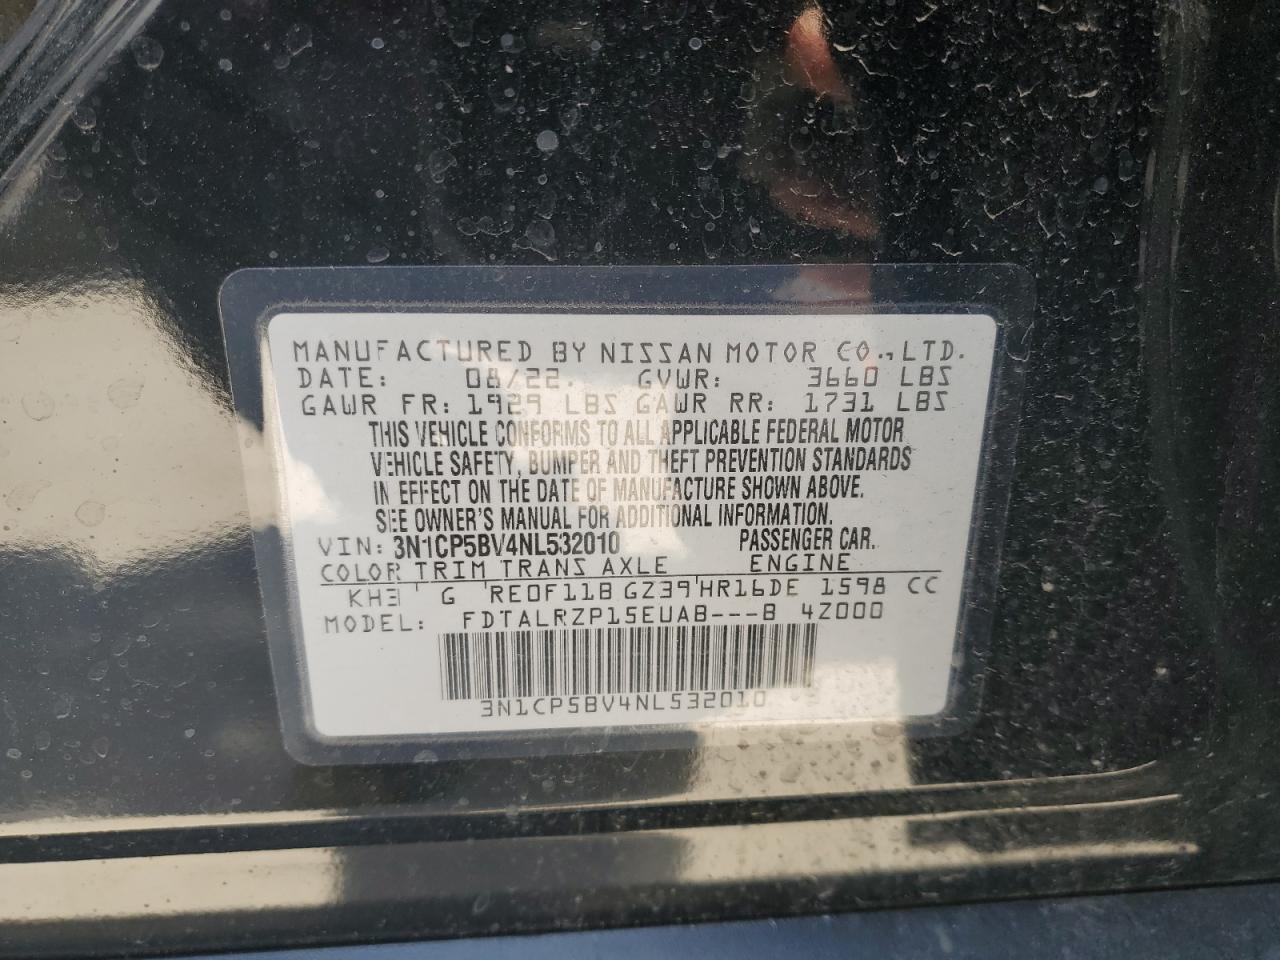 MANUFACTURED BY NISSAN MOTOR CO., LTD.
DATE: 08/22. GVWR: 3660 LBS
GAWR FR: 1929 LBS GAWR RR: 1731 LBS
THIS VEHICLE CONFORMS TO ALL APPLICABLE FEDERAL MOTOR
VEHICLE SAFETY, BUMPER AND THEFT PREVENTION STANDARDS
IN EFFECT ON THE DATE OF MANUFACTURE SHOWN ABOVE.
SEE OWNER'S MANUAL FOR ADDITIONAL INFORMATION.
VIN: 3N1CP5BV4NL532010 PASSENGER CAR.
COLOR TRIM TRANS AXLE ENGINE
KH3 G RE0F11B GZ39 HR16DE 1598 CC
MODEL: FDTALRZP15EUAB---B 4Z000
3N1CP5BV4NL532010